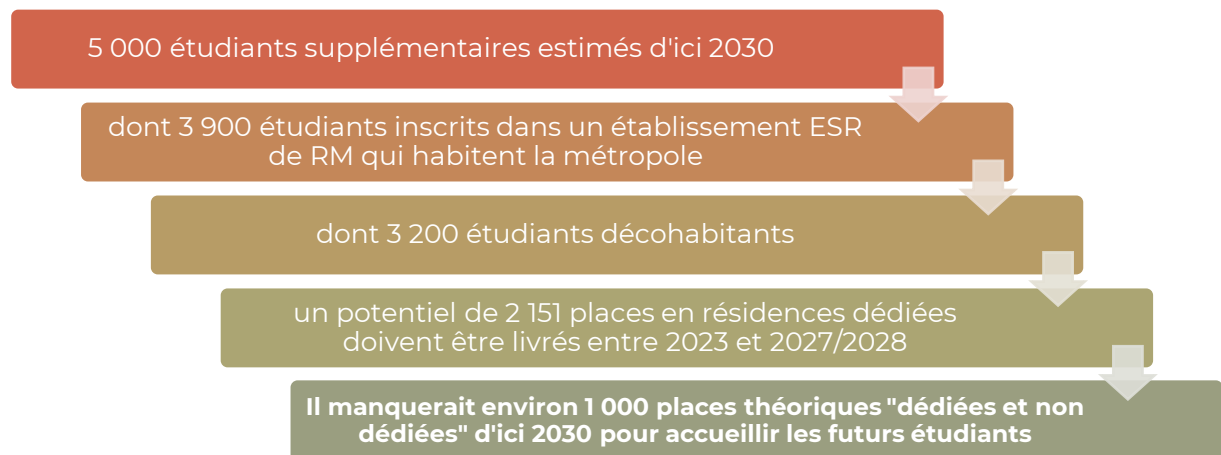 5 000 étudiants supplémentaires estimés d'ici 2030
dont 3 900 étudiants inscrits dans un établissement ESR
de RM qui habitent la métropole
dont 3 200 étudiants décohabitants
un potentiel de 2 151 places en résidences dédiées
doivent être livrés entre 2023 et 2027/2028
Il manquerait environ 1 000 places théoriques "dédiées et non
dédiées" d'ici 2030 pour accueillir les futurs étudiants